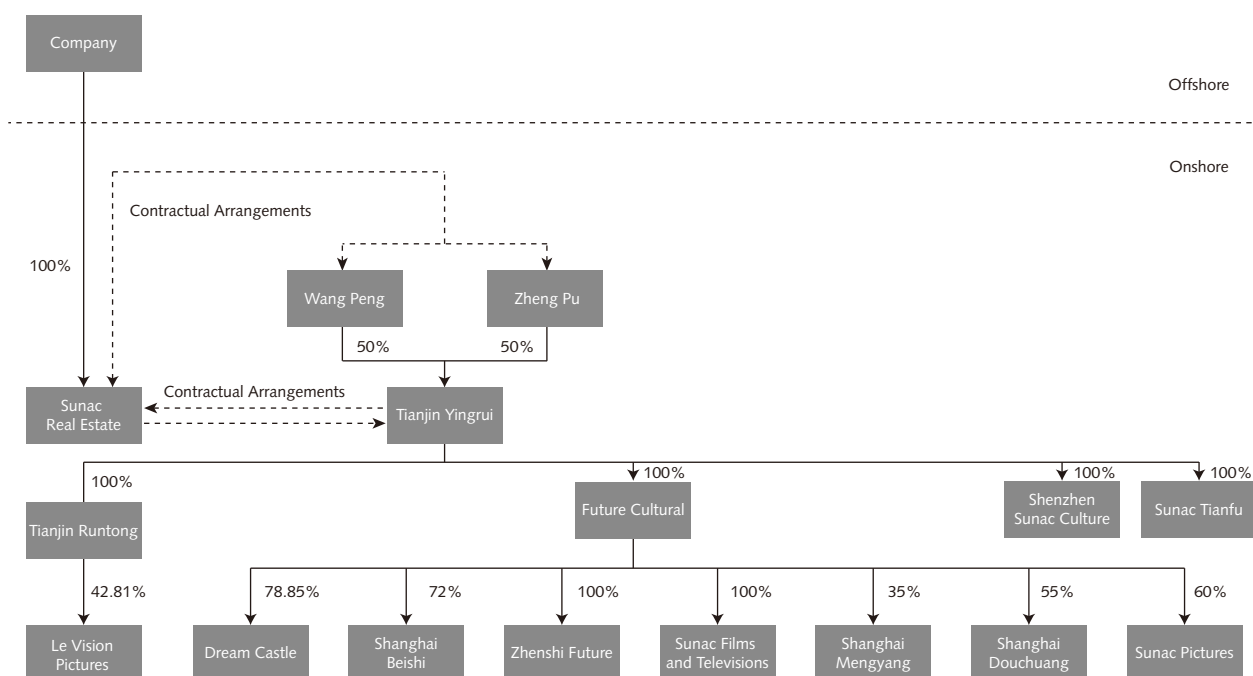 Company
Offshore
Onshore
Contractual Arrangements
100%
Wang Peng
Zheng Pu
50%
50%
Contractual Arrangements
Sunac
Real Estate
Tianjin Yingrui
100%
100%
100%
100%
Tianjin Runtong
Future Cultural
Shenzhen
Sunac Culture
Sunac Tianfu
42.81%
78.85%
72%
100%
100%
35%
55%
60%
Le Vision
Pictures
Dream Castle
Shanghai
Beishi
Zhenshi Future
Sunac Films
and Televisions
Shanghai
Mengyang
Shanghai
Douchuang
Sunac Pictures